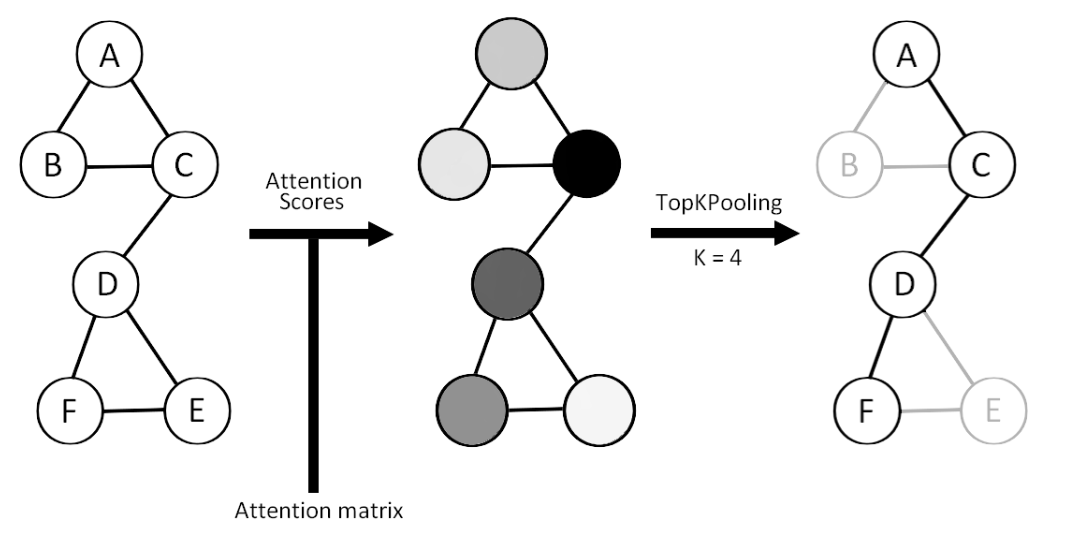 A
B
C
D
F
E
Attention
Scores
Attention matrix
TopKPooling
K = 4
A
B
C
D
F
E